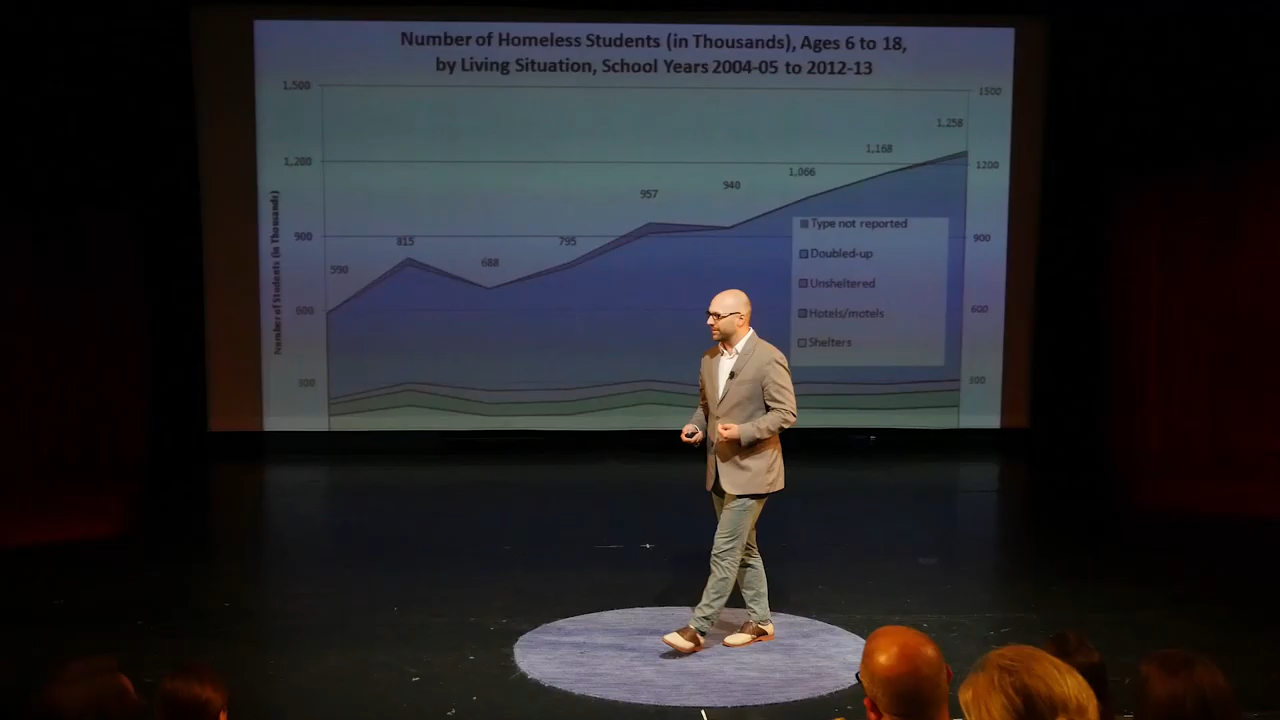 Number of Homeless Students (in Thousands), Ages 6 to 18,
by Living Situation, School Years 2004-05 to 2012-13
Number of Students (in Thousands)
1,500
1,200
900
600
300
590
815
688
795
957
940
1,066
1,168
1,258
1500
1200
900
600
300
Type not reported
Doubled-up
Unsheltered
Hotels/motels
Shelters